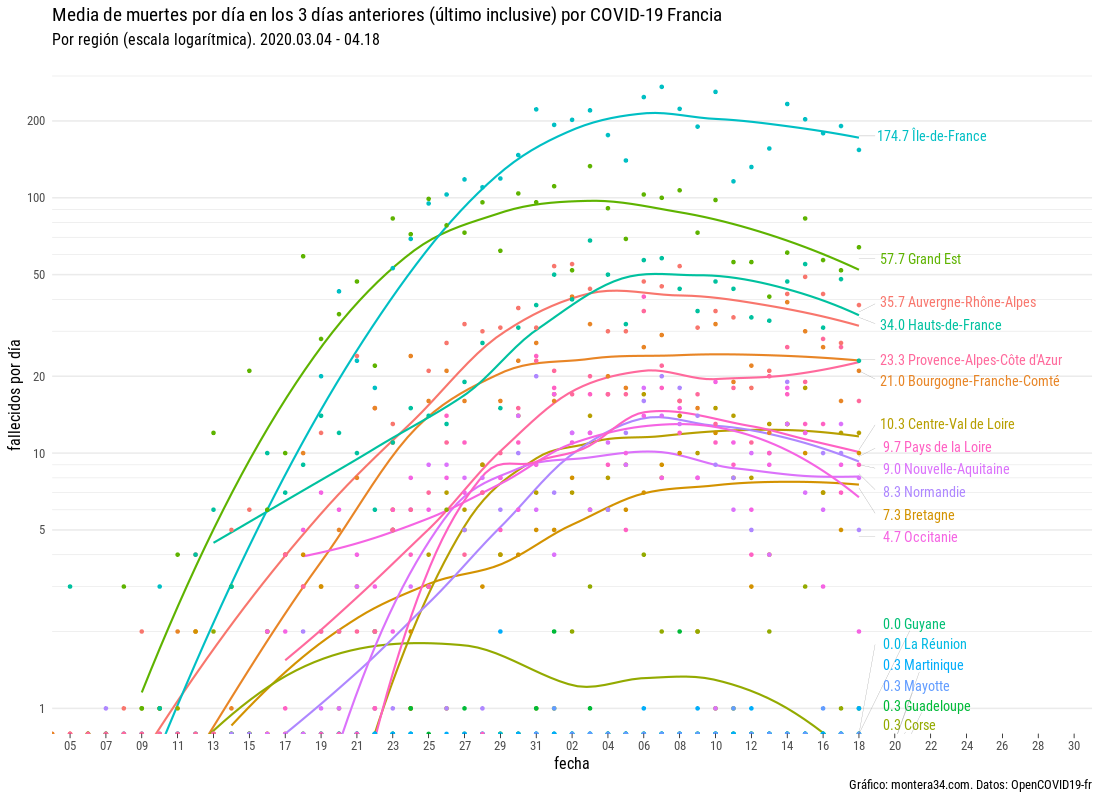 Media de muertes por día en los 3 días anteriores (último inclusive) por COVID-19 Francia
Por región (escala logarítmica). 2020.03.04 - 04.18
fallecidos por día
200
100
50
20
10
5
1
174.7 Île-de-France
57.7 Grand Est
35.7 Auvergne-Rhône-Alpes
34.0 Hauts-de-France
23.3 Provence-Alpes-Côte d'Azur
21.0 Bourgogne-Franche-Comté
10.3 Centre-Val de Loire
9.7 Pays de la Loire
9.0 Nouvelle-Aquitaine
8.3 Normandie
7.3 Bretagne
4.7 Occitanie
0.0 Guyane
0.0 La Réunion
0.3 Martinique
0.3 Mayotte
0.3 Guadeloupe
0.3 Corse
05 07 09 11 13 15 17 19 21 23 25 27 29 31 02 04 06 08 10 12 14 16 18 20 22 24 26 28 30
fecha
Gráfico: montera34.com. Datos: OpenCOVID19-fr